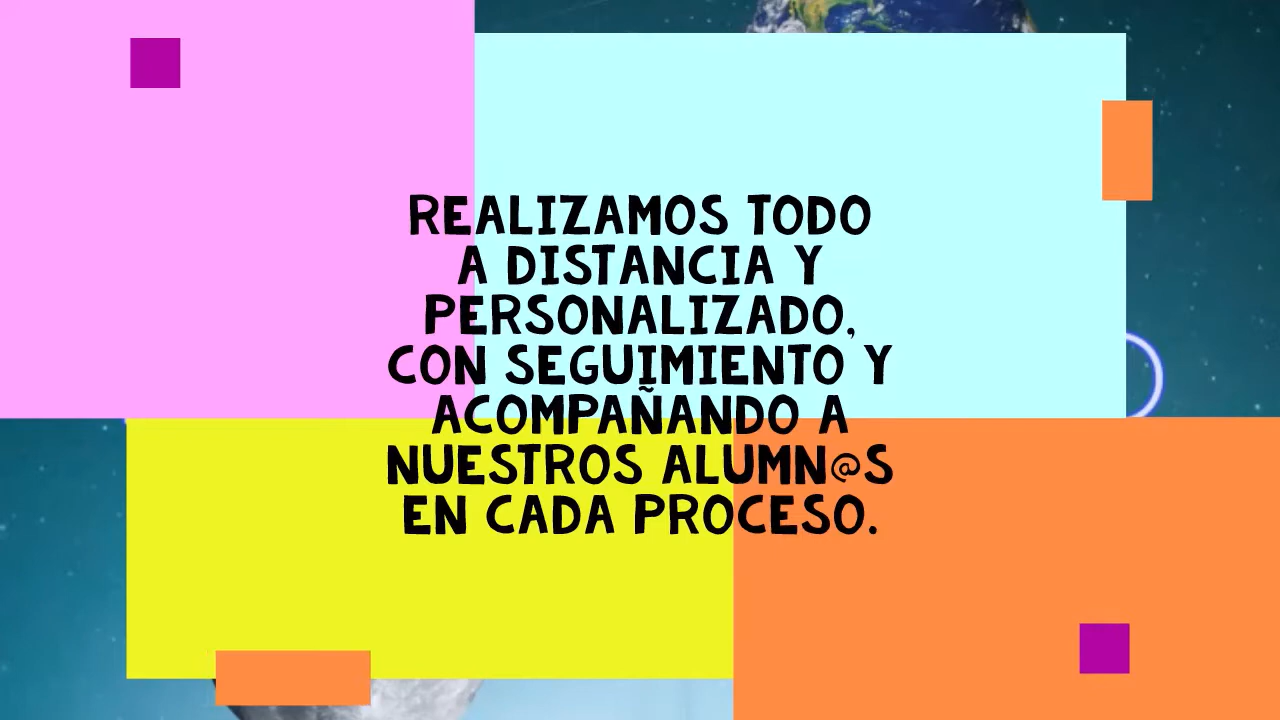 REALIZAMOS TODO
A DISTANCIA Y
PERSONALIZADO,
CON SEGUIMIENTO Y
ACOMPAÑANDO A
NUESTROS ALUMN@S
EN CADA PROCESO.